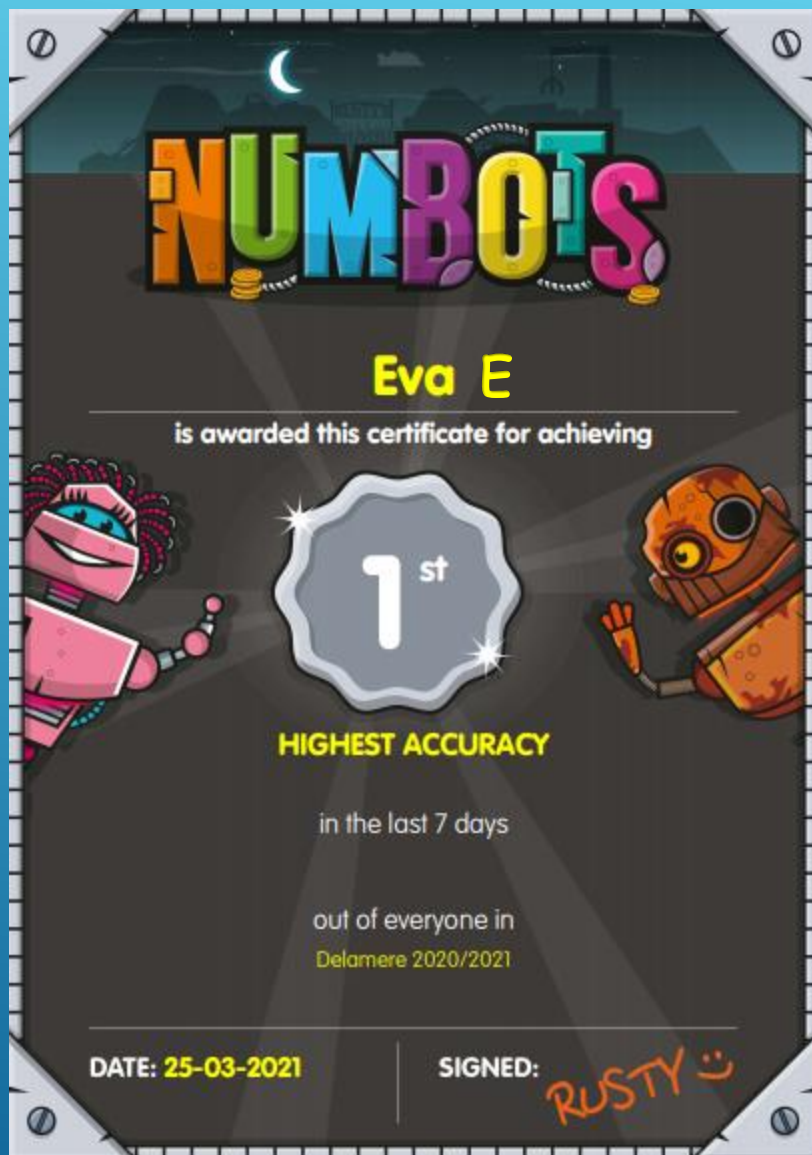 NUMBOTS
Eva E
is awarded this certificate for achieving
1st
HIGHEST ACCURACY
in the last 7 days
out of everyone in
Delamere 2020/2021
DATE: 25-03-2021 SIGNED: RUSTY